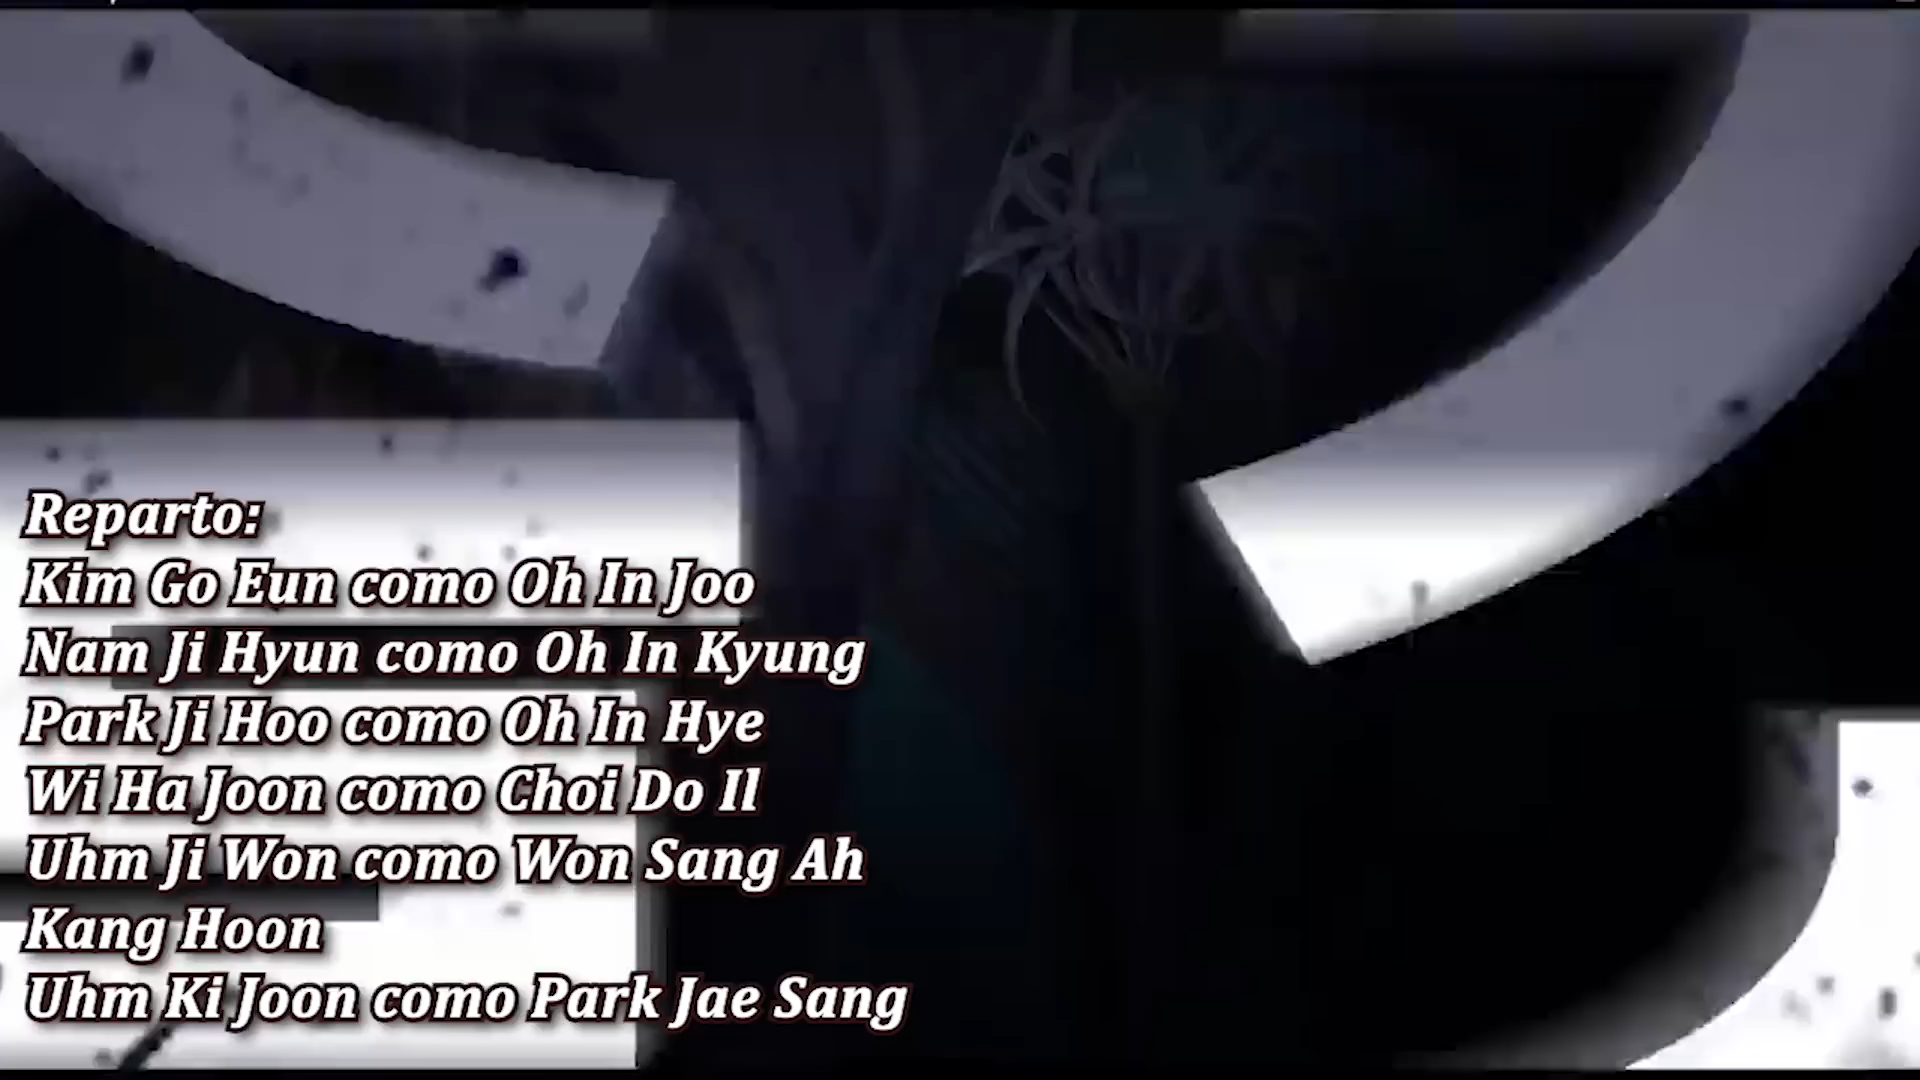 Reparto:
Kim Go Eun como Oh In Joo
Nam Ji Hyun como Oh In Kyung
Park Ji Hoo como Oh In Hye
Wi Ha Joon como Choi Do Il
Uhm Ji Won como Won Sang Ah
Kang Hoon
Uhm Ki Joon como Park Jae Sang